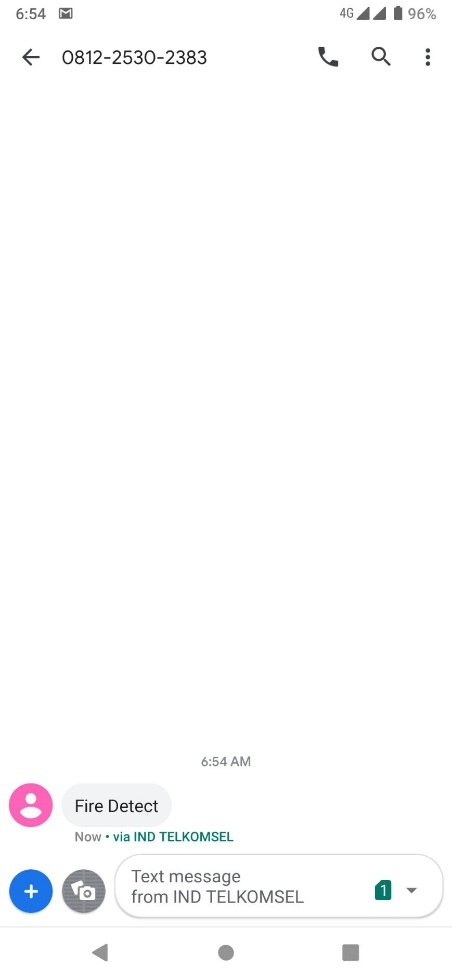 6:54 4G 96%
0812-2530-2383
6:54 AM
Fire Detect
Now • via IND TELKOMSEL
Text message
from IND TELKOMSEL 1